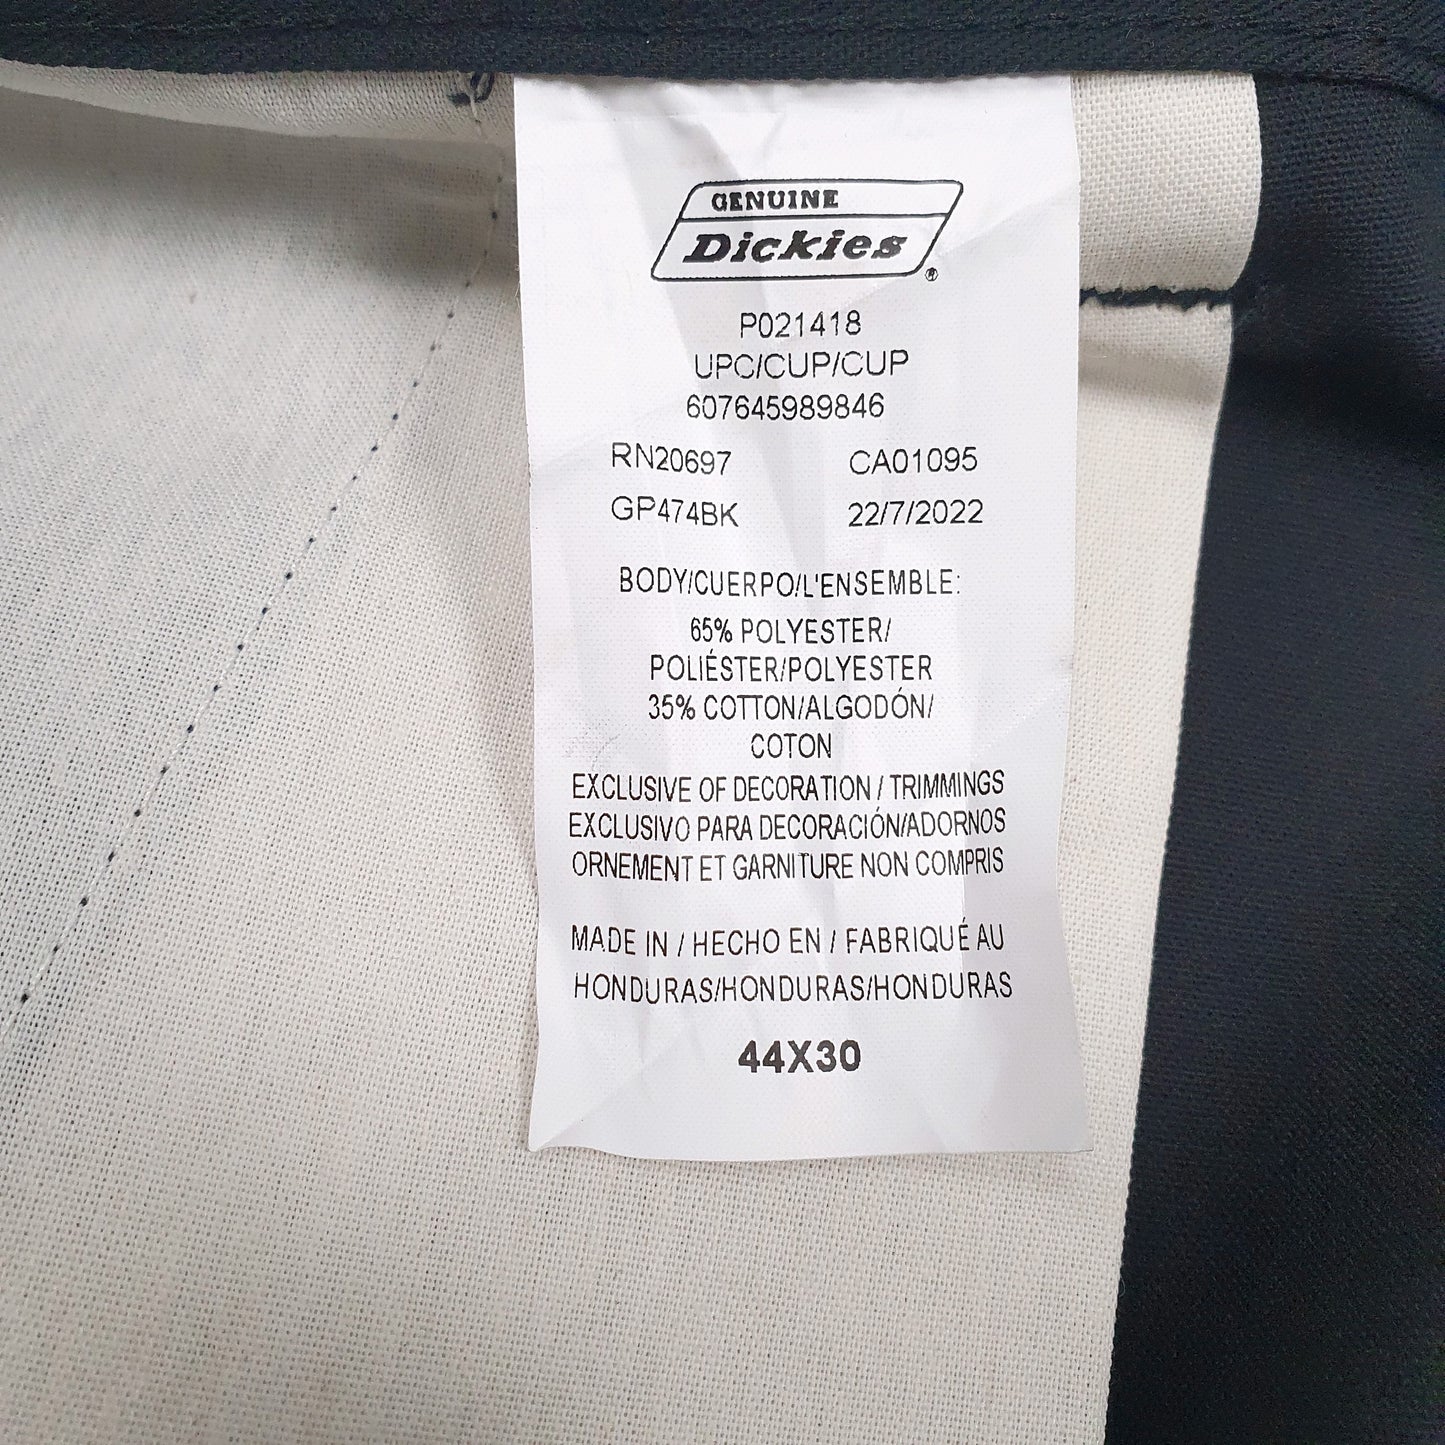 GENUINE
Dickies
®
P021418
UPC/CUP/CUP
607645989846
RN20697 CA01095
GP474BK 22/7/2022
BODY/CUERPO/L'ENSEMBLE:
65% POLYESTER/
POLIÉSTER/POLYESTER
35% COTTON/ALGODÓN/
COTON
EXCLUSIVE OF DECORATION / TRIMMINGS
EXCLUSIVO PARA DECORACIÓN/ADORNOS
ORNEMENT ET GARNITURE NON COMPRIS
MADE IN / HECHO EN / FABRIQUÉ AU
HONDURAS/HONDURAS/HONDURAS
44X30